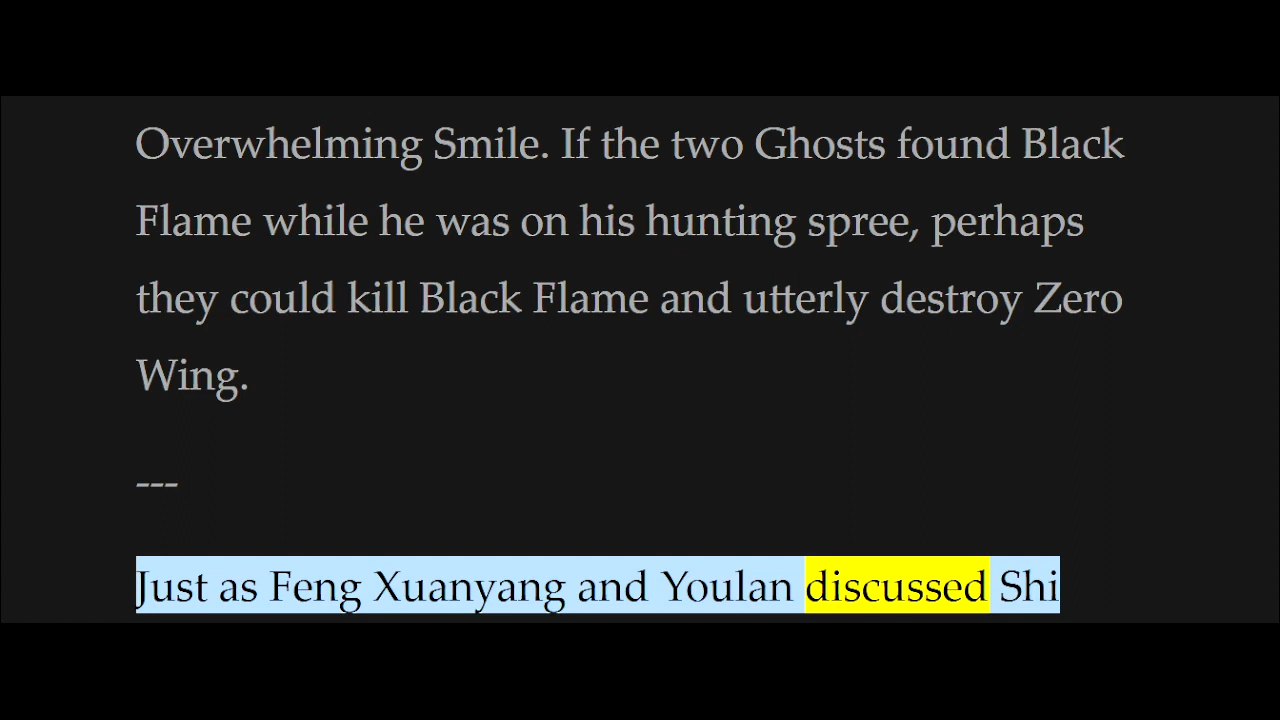 Overwhelming Smile. If the two Ghosts found Black
Flame while he was on his hunting spree, perhaps
they could kill Black Flame and utterly destroy Zero
Wing.
---
Just as Feng Xuanyang and Youlan discussed Shi